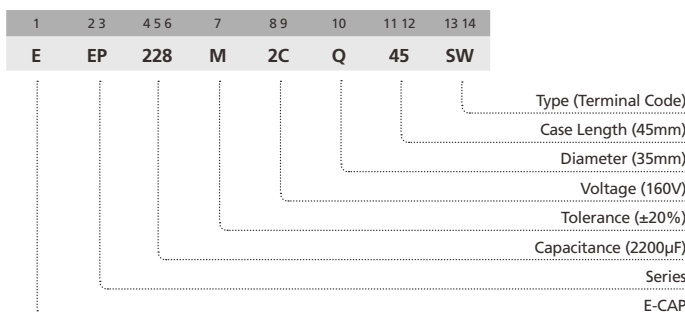 1 2 3 4 5 6 7 8 9 10 11 12 13 14
E EP 228 M 2C Q 45 SW
Type (Terminal Code)
Case Length (45mm)
Diameter (35mm)
Voltage (160V)
Tolerance (±20%)
Capacitance (2200µF)
Series
E-CAP